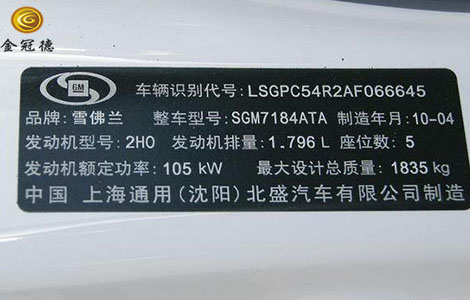 金冠德
GM
车辆识别代号: LSGPC54R2AF066645
品牌: 雪佛兰 整车型号: SGM7184ATA 制造年月: 10-04
发动机型号: 2H0 发动机排量: 1.796 L 座位数: 5
发动机额定功率: 105 kW 最大设计总质量: 1835 kg
中国 上海通用(沈阳)北盛汽车有限公司制造